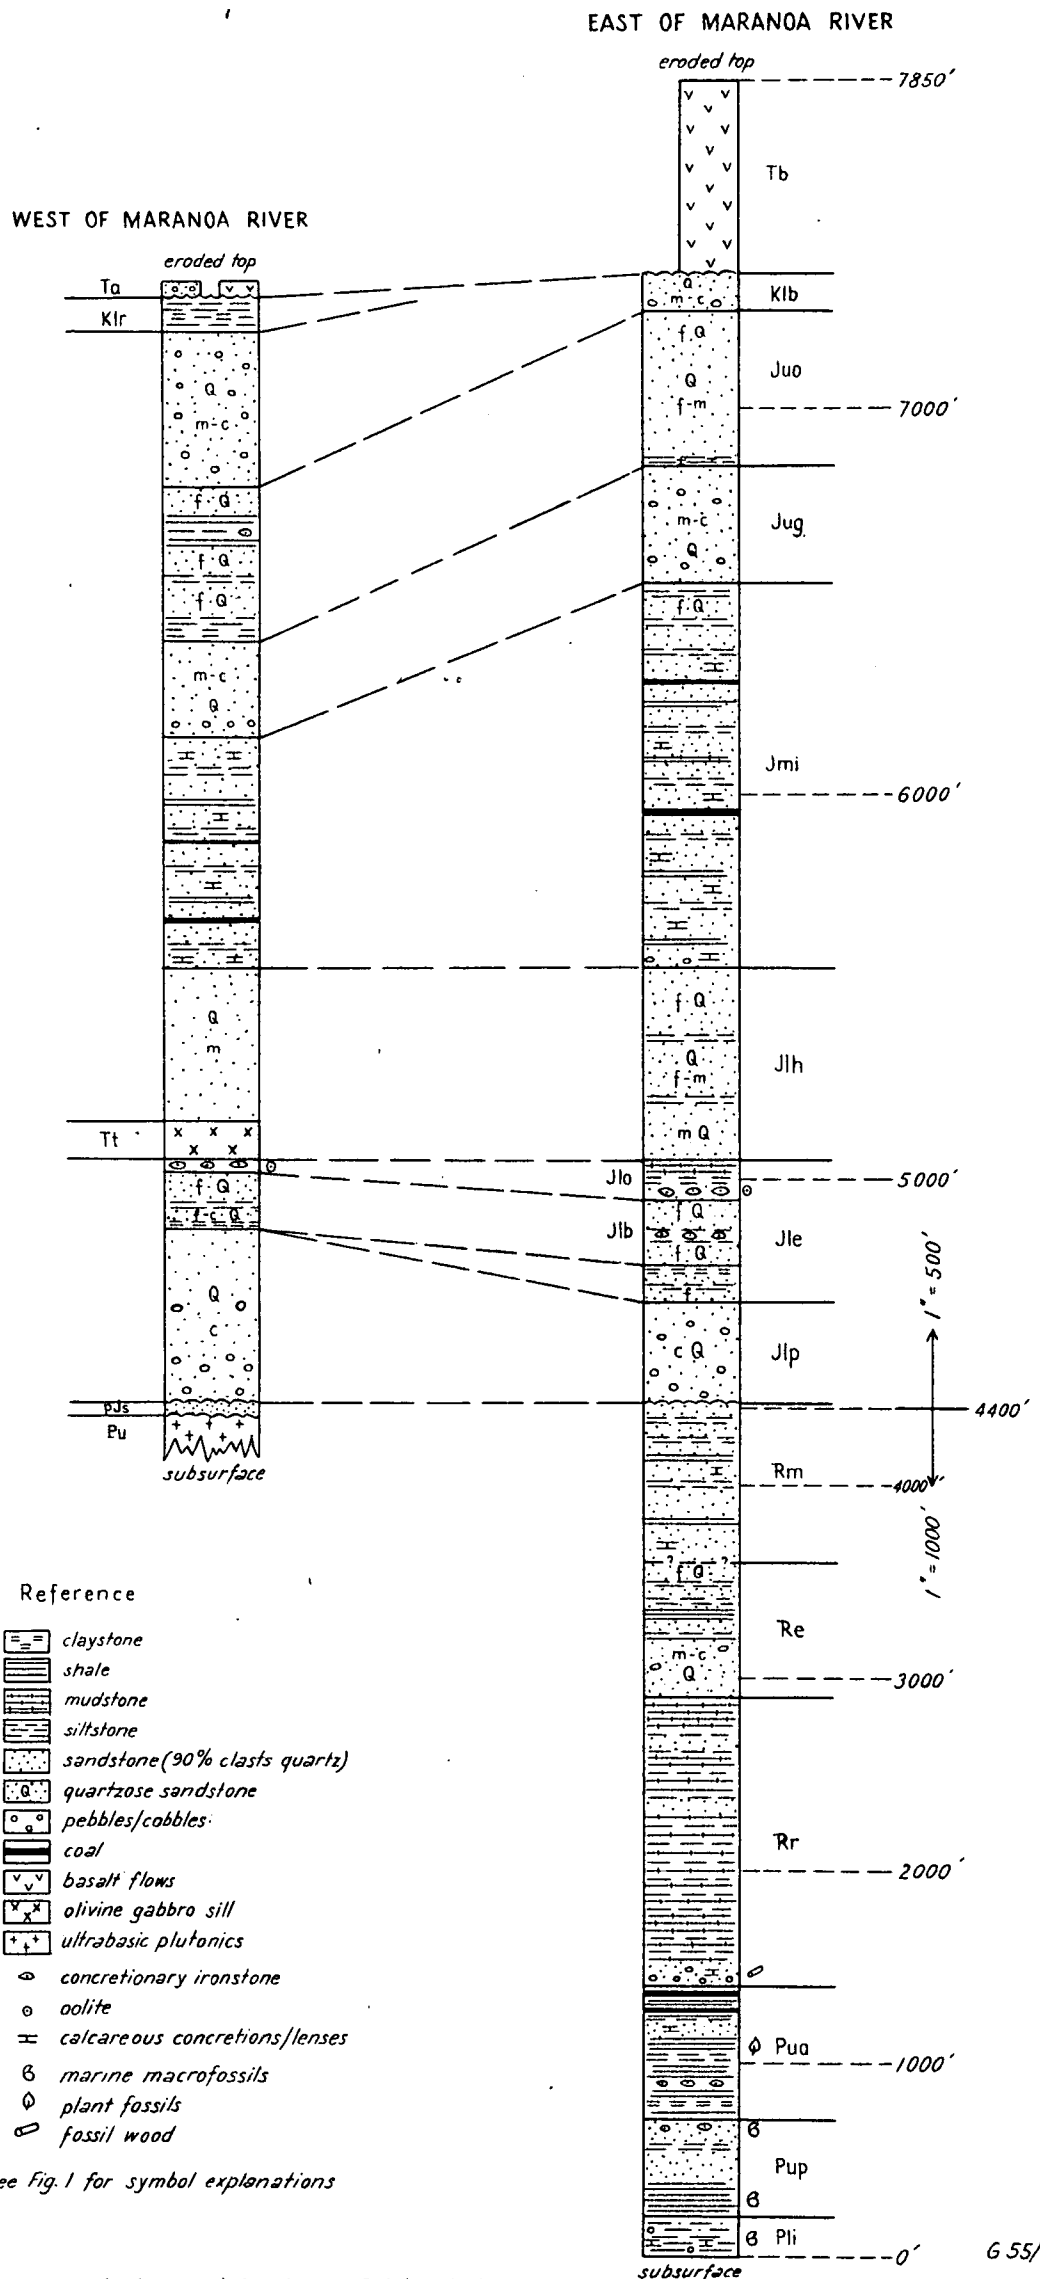 EAST OF MARANOA RIVER
eroded top
7850′
Tb
WEST OF MARANOA RIVER
eroded top
Ta
Klr
Q
m-c
f Q
f Q
f Q
m-c
Q
Q
m
Tt
f Q
f-c Q
Q
c
pJs
Pu
subsurface
Q
m-c
Klb
f Q
Q
f-m
Juo
7000′
f
m-c
Q
Jug
f Q
Jmi
6000′
f Q
Q
f-m
m Q
Jlh
Jlo
5000′
f Q
Jlb
f Q
Jle
f
1″ = 500′
c Q
Jlp
4400′
Rm
4000′
1″ = 1000′
? ?
f Q
Re
m-c
Q
3000′
Rr
2000′
Pua
1000′
Pup
Pli
0′
subsurface
G 55/
Reference
claystone
shale
mudstone
siltstone
sandstone (90% clasts quartz)
Q quartzose sandstone
pebbles/cobbles
coal
basalt flows
olivine gabbro sill
ultrabasic plutonics
concretionary ironstone
oolite
calcareous concretions/lenses
marine macrofossils
plant fossils
fossil wood
ee Fig. 1 for symbol explanations